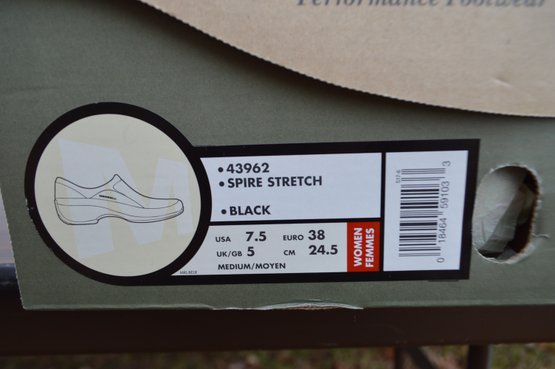 Performance Footwear
• 43962
• SPIRE STRETCH
• BLACK
USA 7.5 EURO 38
UK/GB 5 CM 24.5
MEDIUM/MOYEN
WOMEN
FEMMES
0 18464 59103 3